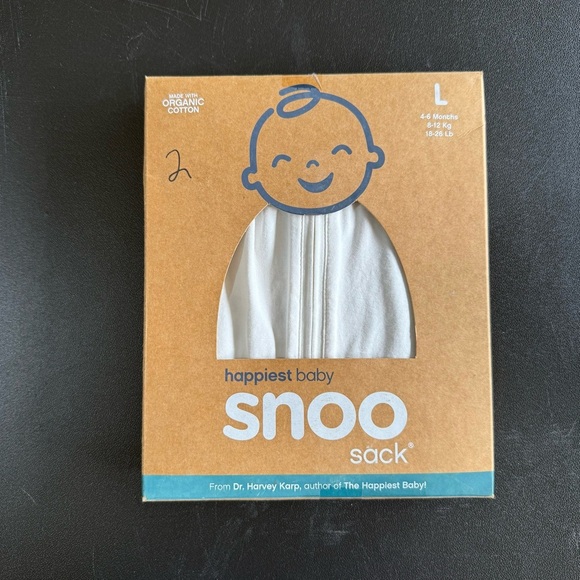 MADE WITH
ORGANIC
COTTON
L
4-6 Months
8-12 Kg
18-26 Lb
2
happiest baby
snoo
sack®
From Dr. Harvey Karp, author of The Happiest Baby!